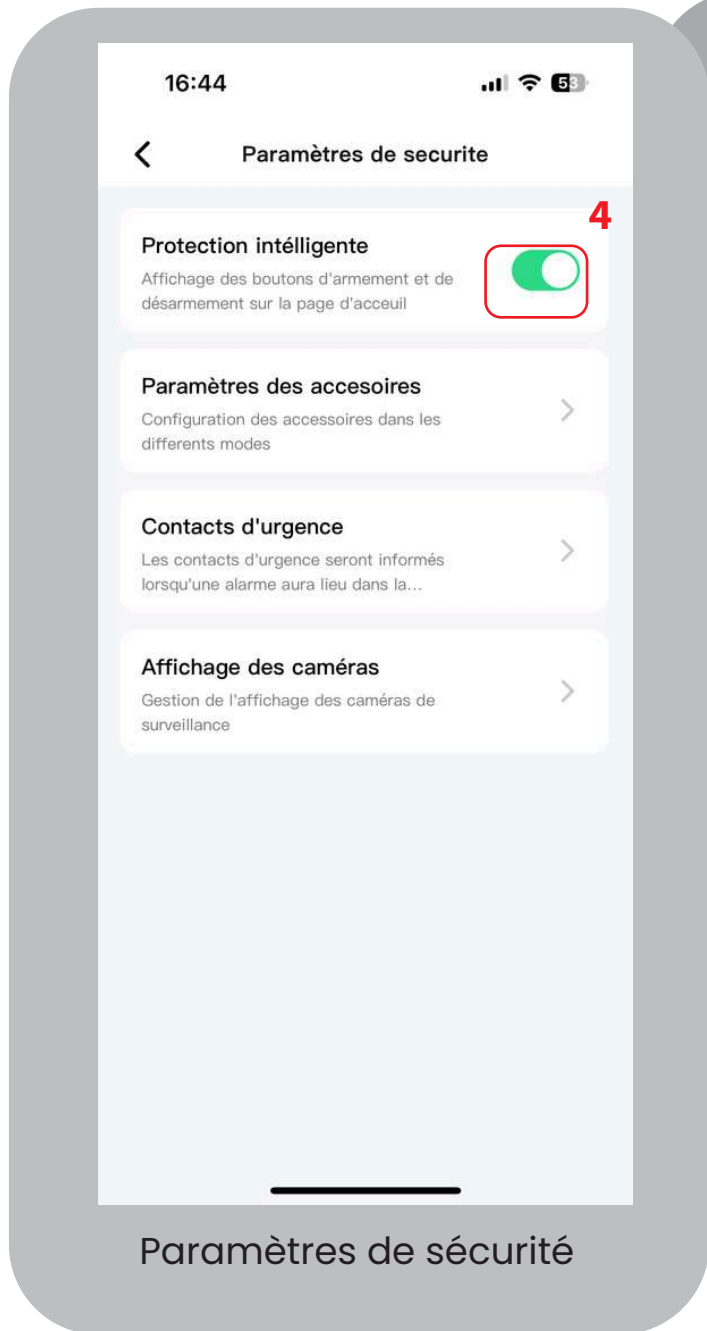 16:44
53
Paramètres de securite
4
Protection intélligente
Affichage des boutons d'armement et de
désarmement sur la page d'acceuil
Paramètres des accesoires
Configuration des accessoires dans les
differents modes
Contacts d'urgence
Les contacts d'urgence seront informés
lorsqu'une alarme aura lieu dans la...
Affichage des caméras
Gestion de l'affichage des caméras de
surveillance
Paramètres de sécurité